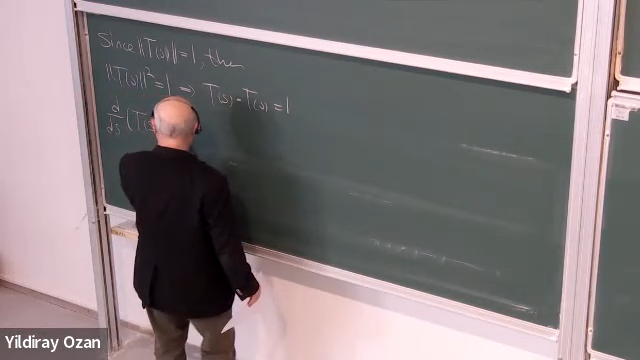 Since ||T(s)|| = 1, then
||T(s)||² = 1 ⇒ T(s) · T(s) = 1
d/ds (T(s)
Yildiray Ozan